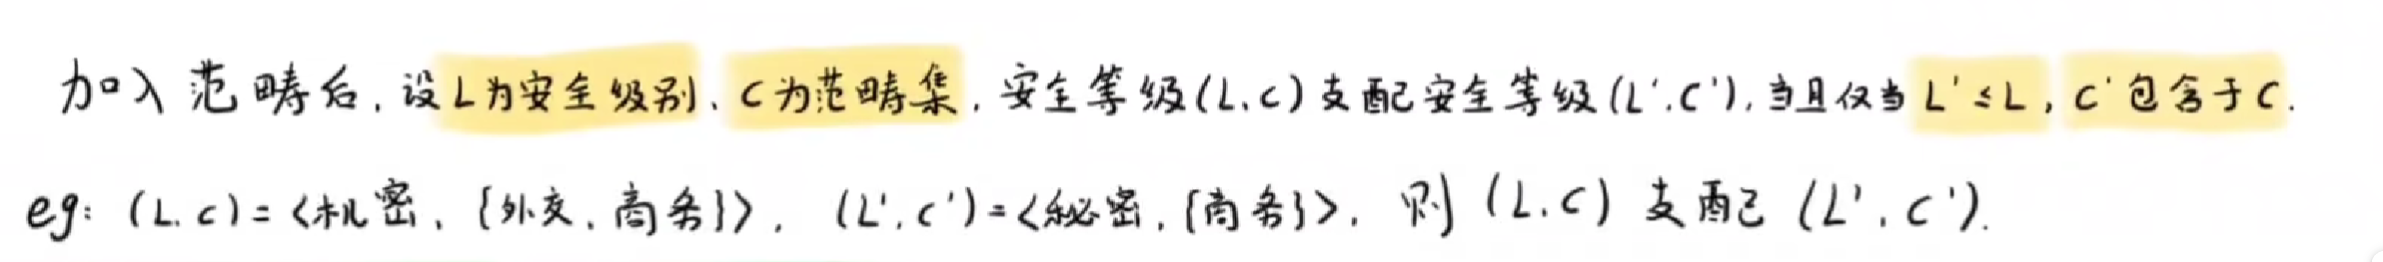 加入范畴后,设L为安全级别、C为范畴集,安全等级(L,C)支配安全等级(L',C'),当且仅当L'≤L,C'包含于C.
eg:(L,C)=<机密,{外交,商务}>,(L',C')=<秘密,{商务}>,则(L,C)支配(L',C').